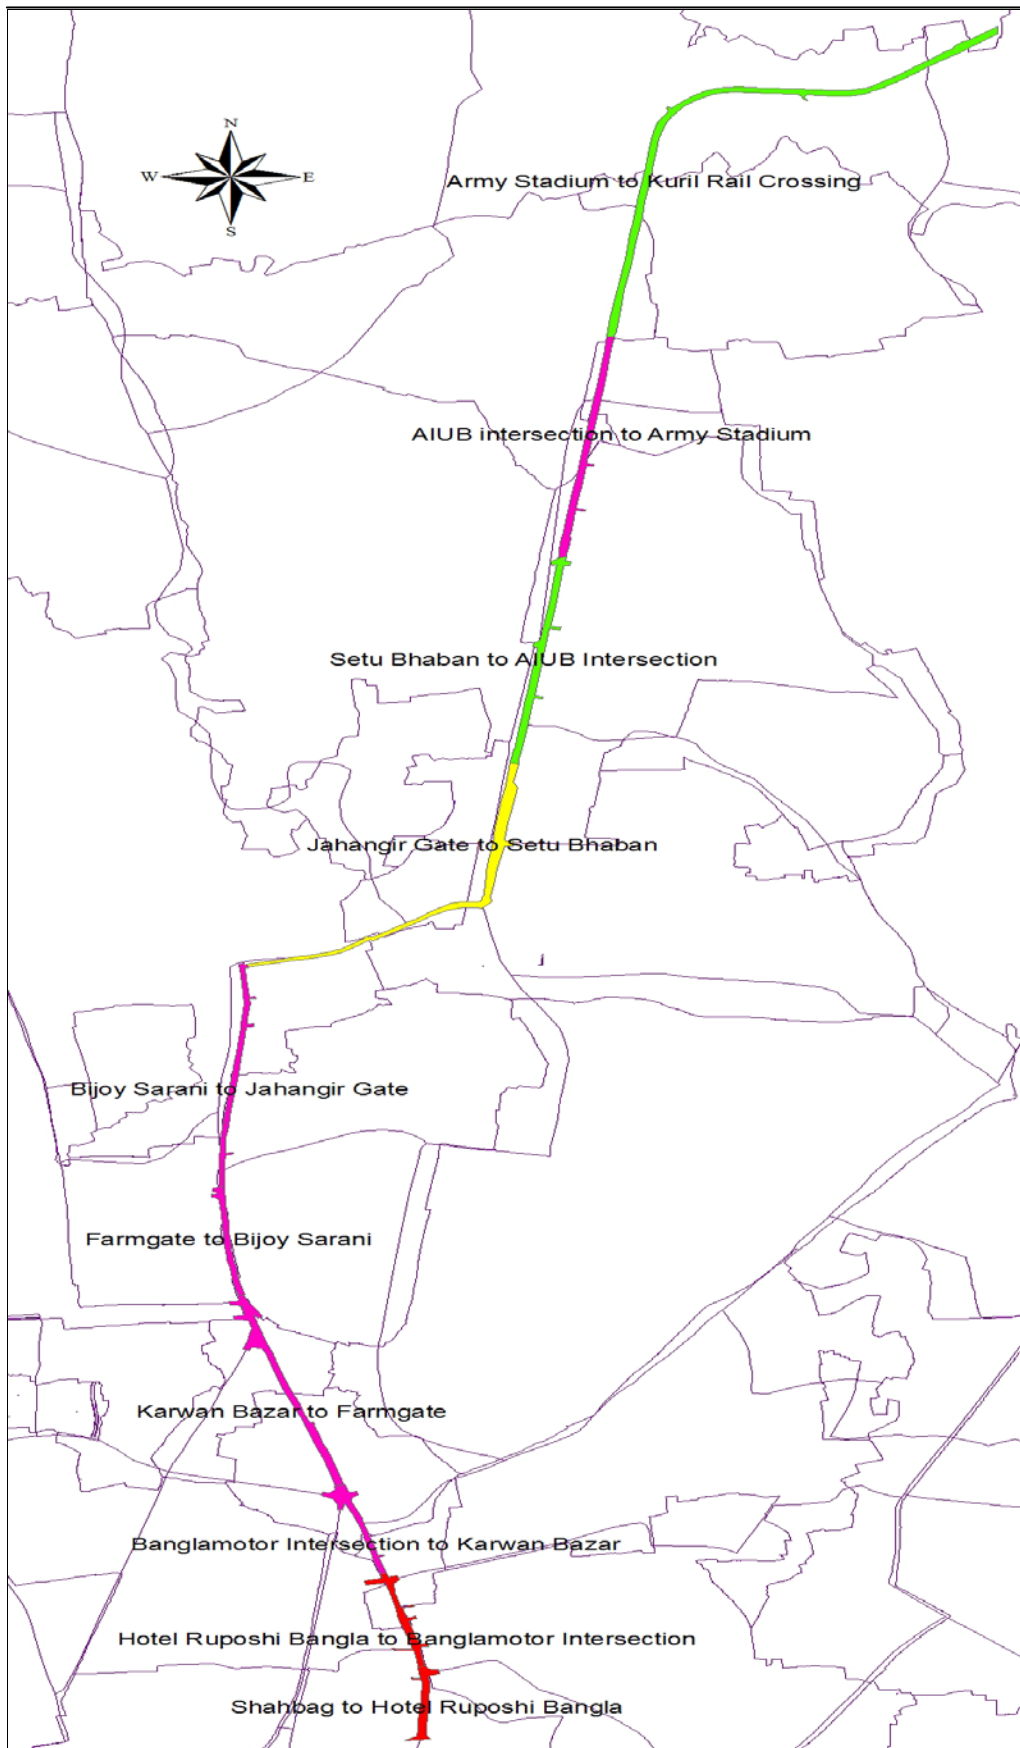 N
W E
S
Army Stadium to Kuril Rail Crossing
AIUB intersection to Army Stadium
Setu Bhaban to AIUB Intersection
Jahangir Gate to Setu Bhaban
Bijoy Sarani to Jahangir Gate
Farmgate to Bijoy Sarani
Karwan Bazar to Farmgate
Banglamotor Intersection to Karwan Bazar
Hotel Ruposhi Bangla to Banglamotor Intersection
Shahbag to Hotel Ruposhi Bangla